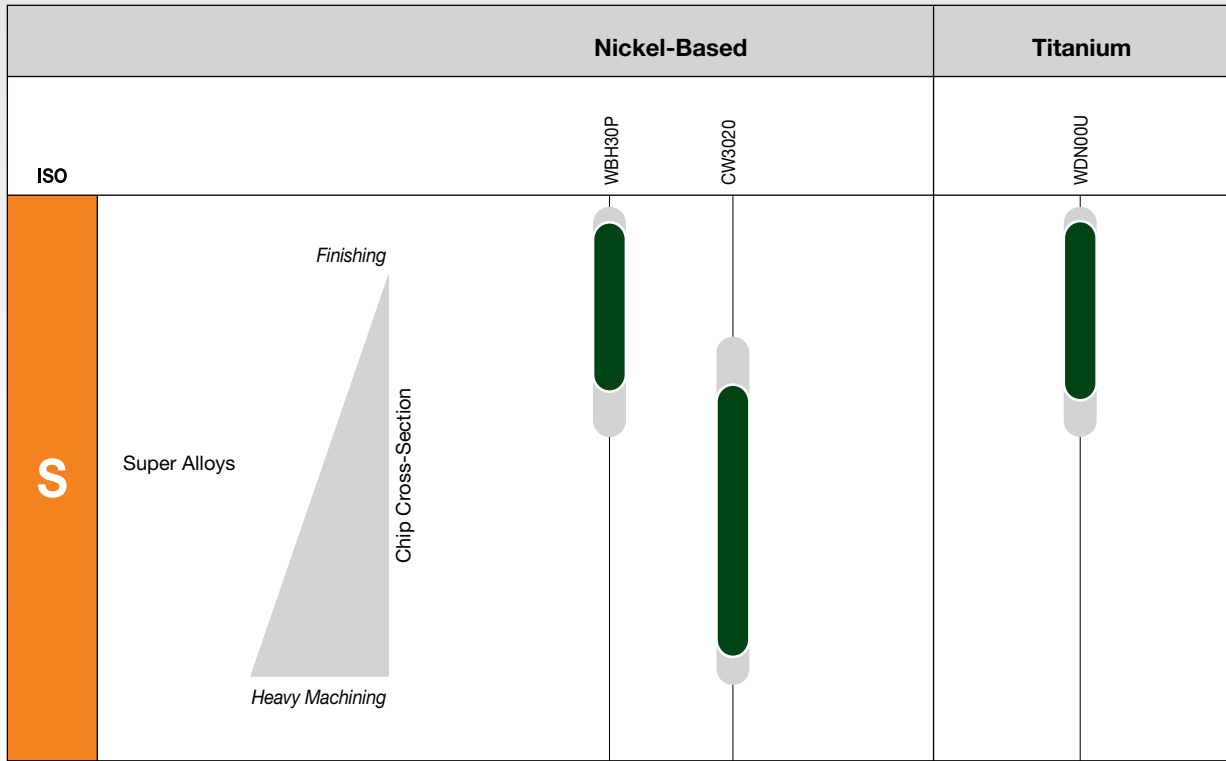 Nickel-Based
Titanium
ISO
WBH30P
CW3020
WDN00U
S
Super Alloys
Finishing
Chip Cross-Section
Heavy Machining